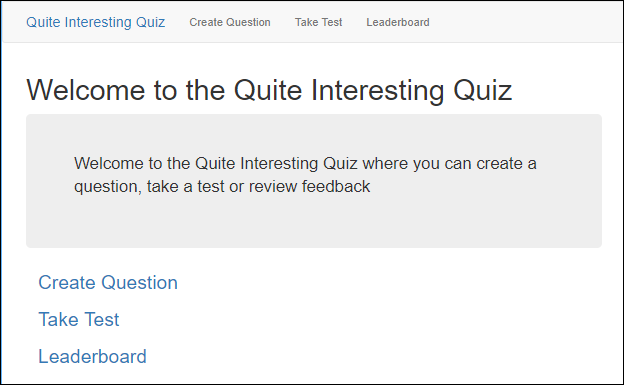 Quite Interesting Quiz Create Question Take Test Leaderboard
Welcome to the Quite Interesting Quiz
Welcome to the Quite Interesting Quiz where you can create a
question, take a test or review feedback
Create Question
Take Test
Leaderboard